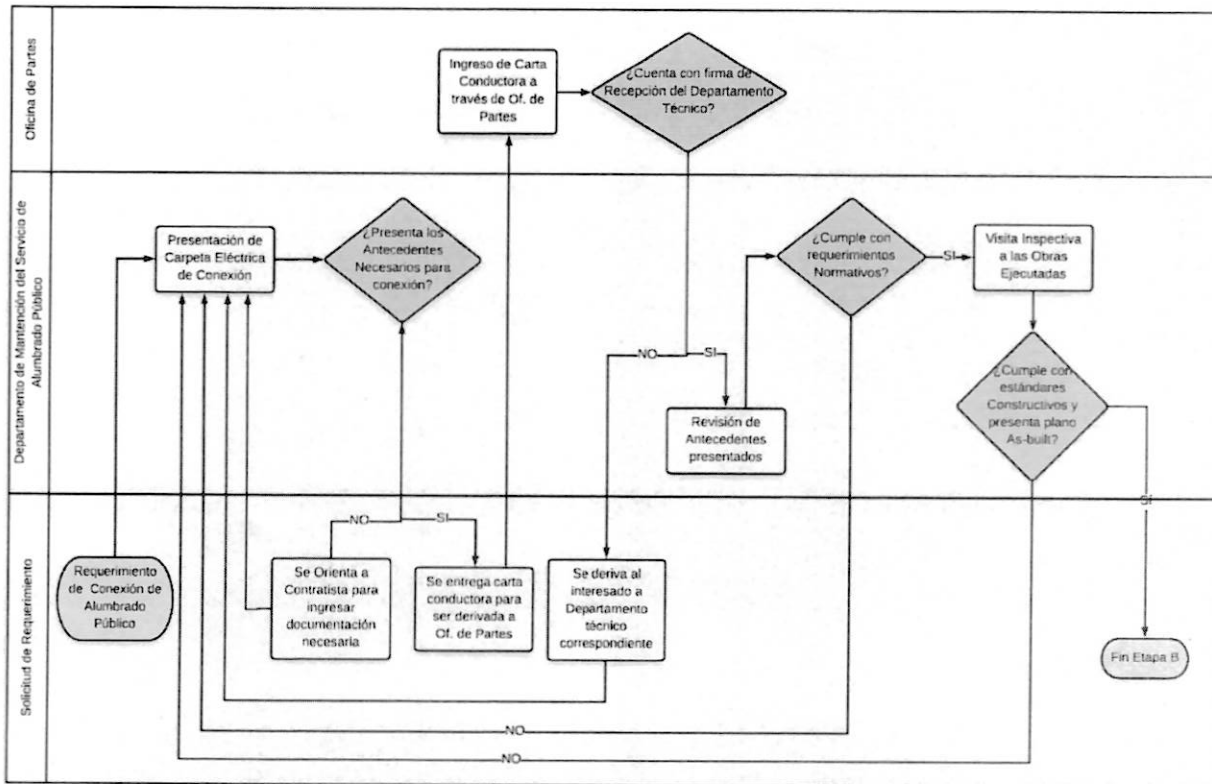 Oficina de Partes
Ingreso de Carta
Conductora a
través de Of. de
Partes
¿Cuenta con firma de
Recepción del Departamento
Técnico?
Departamento de Mantención del Servicio de
Alumbrado Público
Presentación de
Carpeta Eléctrica
de Conexión
¿Presenta los
Antecedentes
Necesarios para
conexión?
¿Cumple con
requerimientos
Normativos?
SI
Visita Inspectiva
a las Obras
Ejecutadas
NO
SI
Revisión de
Antecedentes
presentados
¿Cumple con
estándares
Constructivos y
presenta plano
As-built?
SI
Solicitud de Requerimiento
Requerimiento
de Conexión de
Alumbrado
Público
NO
SI
Se Orienta a
Contratista para
ingresar
documentación
necesaria
Se entrega carta
conductora para
ser derivada a
Of. de Partes
Se deriva al
interesado a
Departamento
técnico
correspondiente
Fin Etapa B
NO
NO